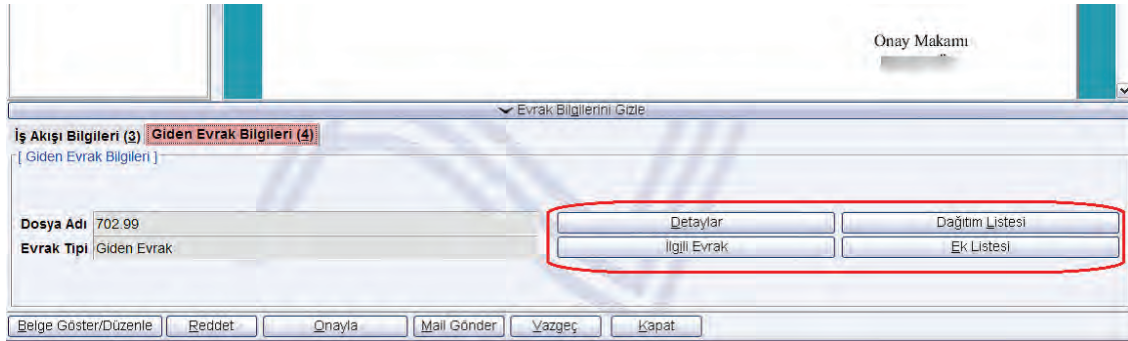 Onay Makamı
Evrak Bilgilerini Gizle
İş Akışı Bilgileri (3) Giden Evrak Bilgileri (4)
[ Giden Evrak Bilgileri ]
Dosya Adı 702.99 Detaylar Dağıtım Listesi
Evrak Tipi Giden Evrak İlgili Evrak Ek Listesi
Belge Göster/Düzenle Reddet Onayla Mail Gönder Vazgeç Kapat